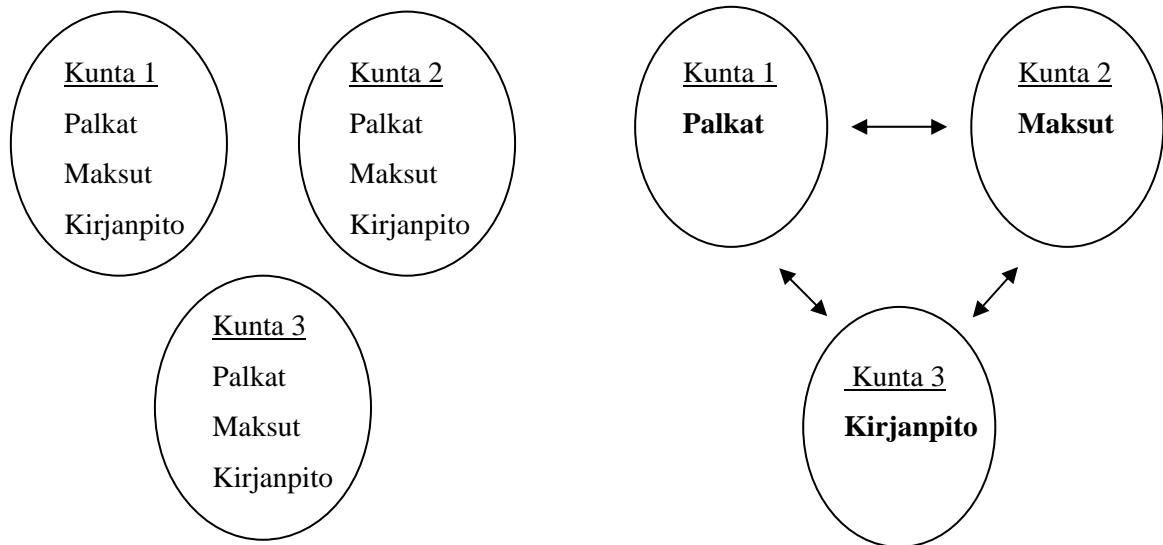 Kunta 1
Palkat
Maksut
Kirjanpito
Kunta 2
Palkat
Maksut
Kirjanpito
Kunta 3
Palkat
Maksut
Kirjanpito
Kunta 1
Palkat
Kunta 2
Maksut
Kunta 3
Kirjanpito